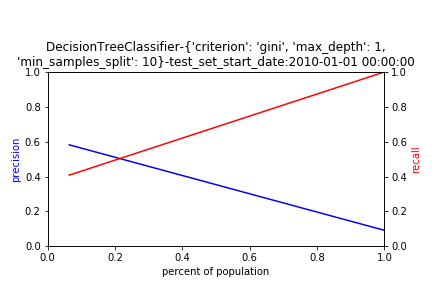 DecisionTreeClassifier-{'criterion': 'gini', 'max_depth': 1,
'min_samples_split': 10}-test_set_start_date:2010-01-01 00:00:00
1.0
0.8
0.6
0.4
0.2
0.0
precision
1.0
0.8
0.6
0.4
0.2
0.0
recall
0.0 0.2 0.4 0.6 0.8 1.0
percent of population